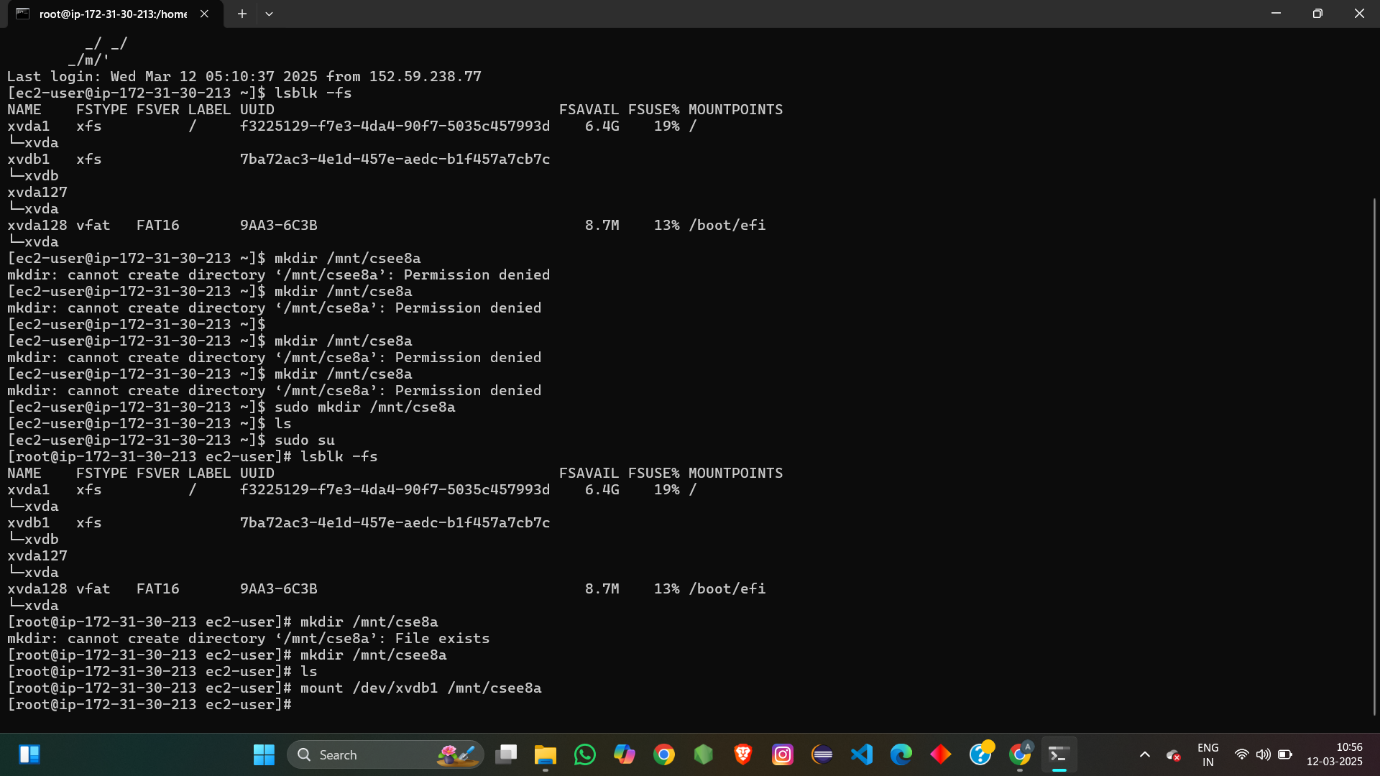 root@ip-172-31-30-213:/home
_/ _/
_/m/'
Last login: Wed Mar 12 05:10:37 2025 from 152.59.238.77
[ec2-user@ip-172-31-30-213 ~]$ lsblk -fs
NAME FSTYPE FSVER LABEL UUID FSAVAIL FSUSE% MOUNTPOINTS
xvda1 xfs / f3225129-f7e3-4da4-90f7-5035c457993d 6.4G 19% /
└─xvda
xvdb1 xfs 7ba72ac3-4e1d-457e-aedc-b1f457a7cb7c
└─xvdb
xvda127
└─xvda
xvda128 vfat FAT16 9AA3-6C3B 8.7M 13% /boot/efi
└─xvda
[ec2-user@ip-172-31-30-213 ~]$ mkdir /mnt/csee8a
mkdir: cannot create directory ‘/mnt/csee8a’: Permission denied
[ec2-user@ip-172-31-30-213 ~]$ mkdir /mnt/cse8a
mkdir: cannot create directory ‘/mnt/cse8a’: Permission denied
[ec2-user@ip-172-31-30-213 ~]$
[ec2-user@ip-172-31-30-213 ~]$ mkdir /mnt/cse8a
mkdir: cannot create directory ‘/mnt/cse8a’: Permission denied
[ec2-user@ip-172-31-30-213 ~]$ mkdir /mnt/cse8a
mkdir: cannot create directory ‘/mnt/cse8a’: Permission denied
[ec2-user@ip-172-31-30-213 ~]$ sudo mkdir /mnt/cse8a
[ec2-user@ip-172-31-30-213 ~]$ ls
[ec2-user@ip-172-31-30-213 ~]$ sudo su
[root@ip-172-31-30-213 ec2-user]# lsblk -fs
NAME FSTYPE FSVER LABEL UUID FSAVAIL FSUSE% MOUNTPOINTS
xvda1 xfs / f3225129-f7e3-4da4-90f7-5035c457993d 6.4G 19% /
└─xvda
xvdb1 xfs 7ba72ac3-4e1d-457e-aedc-b1f457a7cb7c
└─xvdb
xvda127
└─xvda
xvda128 vfat FAT16 9AA3-6C3B 8.7M 13% /boot/efi
└─xvda
[root@ip-172-31-30-213 ec2-user]# mkdir /mnt/cse8a
mkdir: cannot create directory ‘/mnt/cse8a’: File exists
[root@ip-172-31-30-213 ec2-user]# mkdir /mnt/csee8a
[root@ip-172-31-30-213 ec2-user]# ls
[root@ip-172-31-30-213 ec2-user]# mount /dev/xvdb1 /mnt/csee8a
[root@ip-172-31-30-213 ec2-user]#
Search
ENG
IN
10:56
12-03-2025